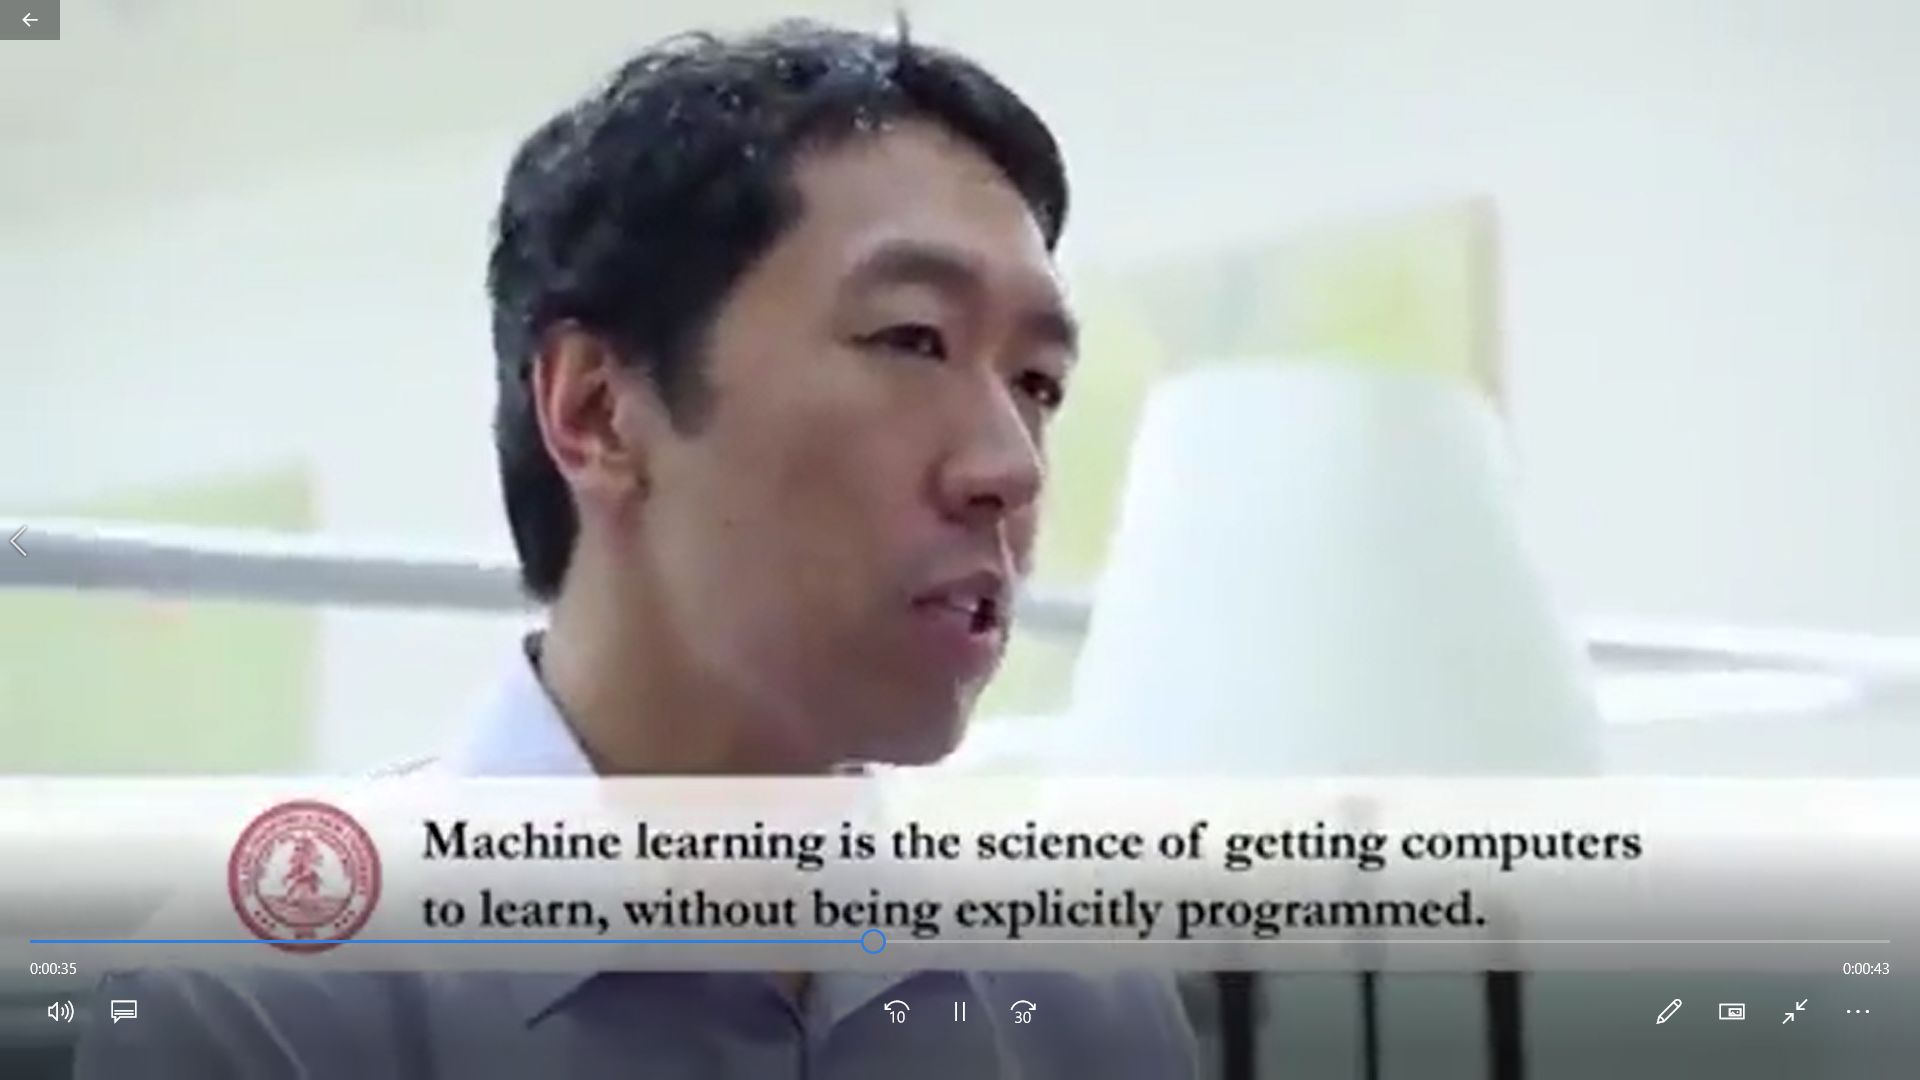 Machine learning is the science of getting computers
to learn, without being explicitly programmed.
0:00:35
0:00:43
10
30